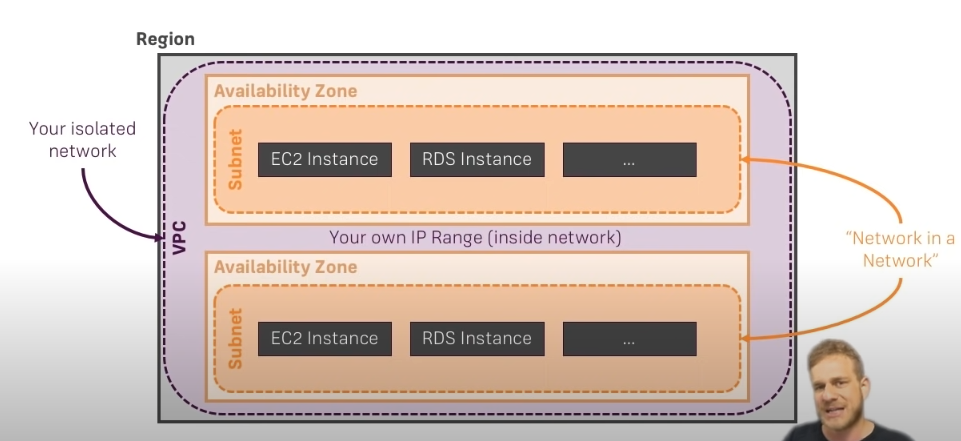 Region
Your isolated
network
VPC
Availability Zone
Subnet
EC2 Instance
RDS Instance
...
Your own IP Range (inside network)
Availability Zone
Subnet
EC2 Instance
RDS Instance
...
“Network in a
Network”